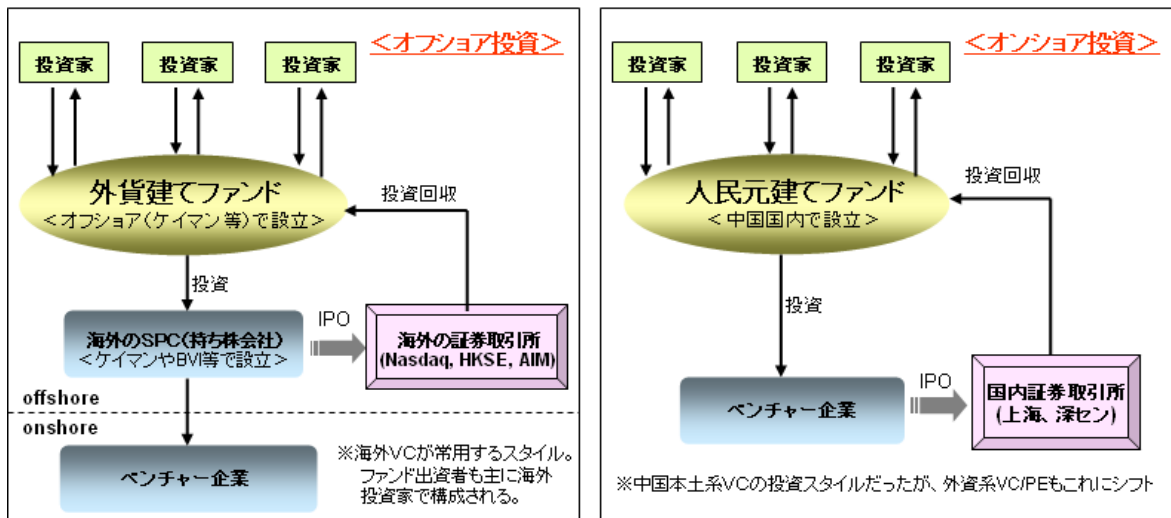 <オフショア投資>
投資家
投資家
投資家
外貨建てファンド
<オフショア(ケイマン等)で設立>
投資回収
投資
海外のSPC(持ち株会社)
<ケイマンやBVI等で設立>
IPO
海外の証券取引所
(Nasdaq, HKSE, AIM)
offshore
onshore
ベンチャー企業
※海外VCが常用するスタイル。
ファンド出資者も主に海外
投資家で構成される。
<オンショア投資>
投資家
投資家
投資家
人民元建てファンド
<中国国内で設立>
投資回収
投資
ベンチャー企業
IPO
国内証券取引所
(上海、深セン)
※中国本土系VCの投資スタイルだったが、外資系VC/PEもこれにシフト